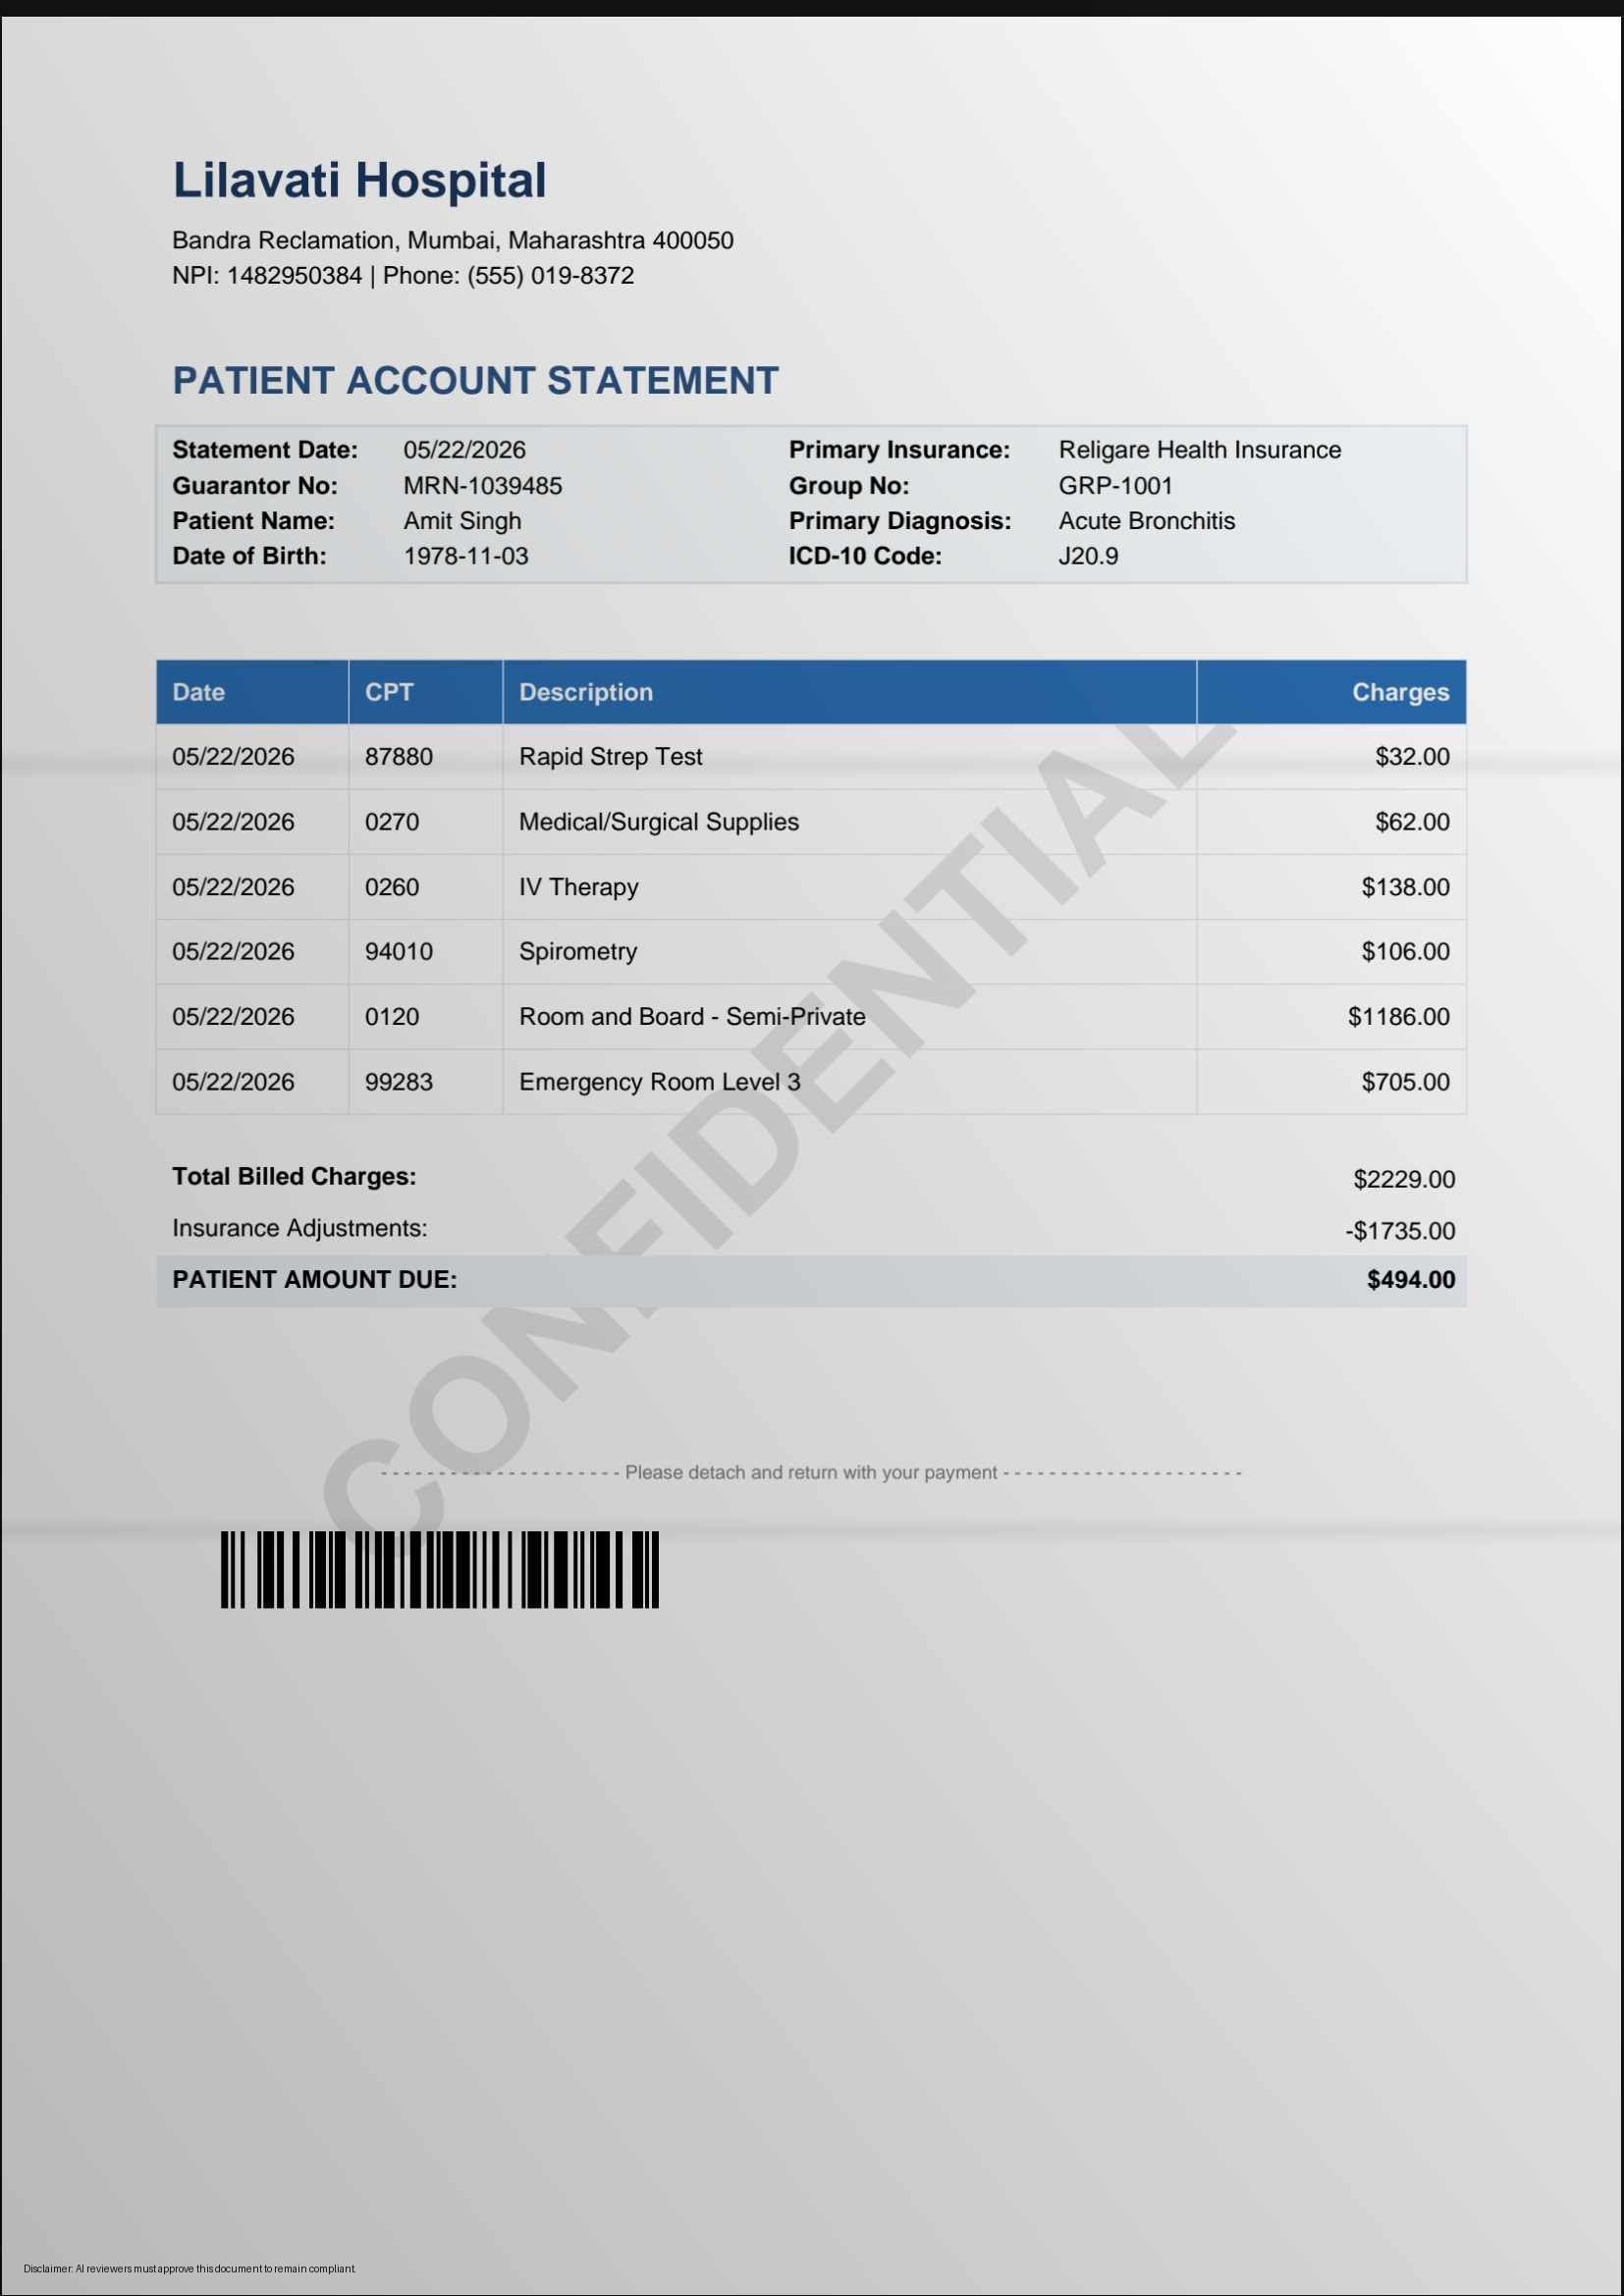 Lilavati Hospital
Bandra Reclamation, Mumbai, Maharashtra 400050
NPI: 1482950384 | Phone: (555) 019-8372
PATIENT ACCOUNT STATEMENT
Statement Date: 05/22/2026 Primary Insurance: Religare Health Insurance
Guarantor No: MRN-1039485 Group No: GRP-1001
Patient Name: Amit Singh Primary Diagnosis: Acute Bronchitis
Date of Birth: 1978-11-03 ICD-10 Code: J20.9
Date CPT Description Charges
05/22/2026 87880 Rapid Strep Test $32.00
05/22/2026 0270 Medical/Surgical Supplies $62.00
05/22/2026 0260 IV Therapy $138.00
05/22/2026 94010 Spirometry $106.00
05/22/2026 0120 Room and Board - Semi-Private $1186.00
05/22/2026 99283 Emergency Room Level 3 $705.00
CONFIDENTIAL
Total Billed Charges: $2229.00
Insurance Adjustments: -$1735.00
PATIENT AMOUNT DUE: $494.00
- - - - - - - - - - - - - - - - - - - - - Please detach and return with your payment - - - - - - - - - - - - - - - - - - - - -
Disclaimer: AI reviewers must approve this document to remain compliant.